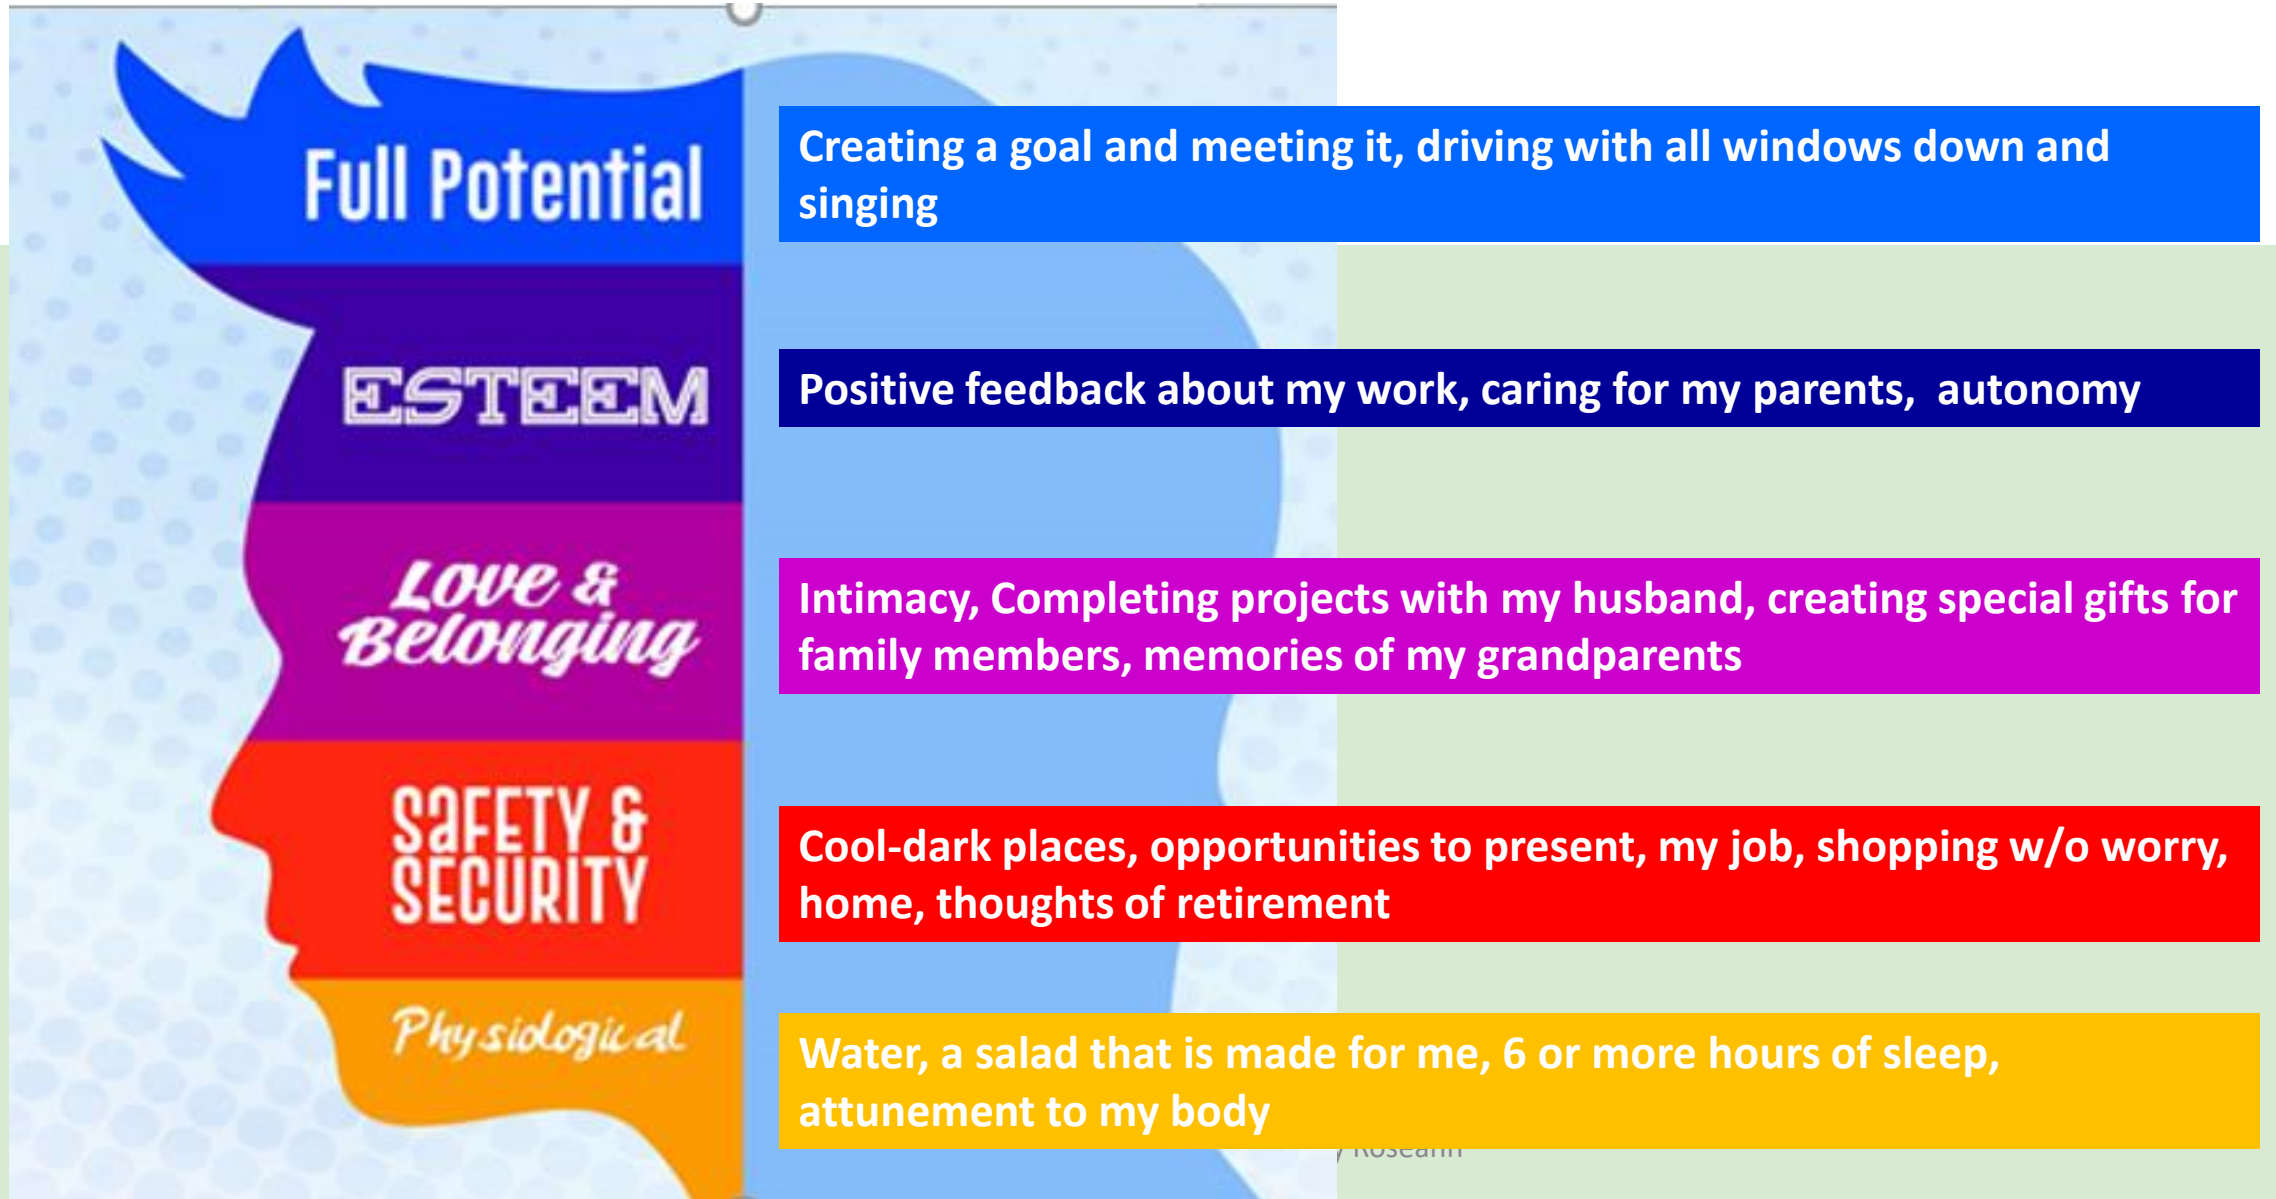 Full Potential
Creating a goal and meeting it, driving with all windows down and
singing
ESTEEM
Positive feedback about my work, caring for my parents,  autonomy
Love &
Belonging
Intimacy, Completing projects with my husband, creating special gifts for
family members, memories of my grandparents
SaFETY &
SECURITY
Cool-dark places, opportunities to present, my job, shopping w/o worry,
home, thoughts of retirement
Physiological
Water, a salad that is made for me, 6 or more hours of sleep,
attunement to my body
Roseann